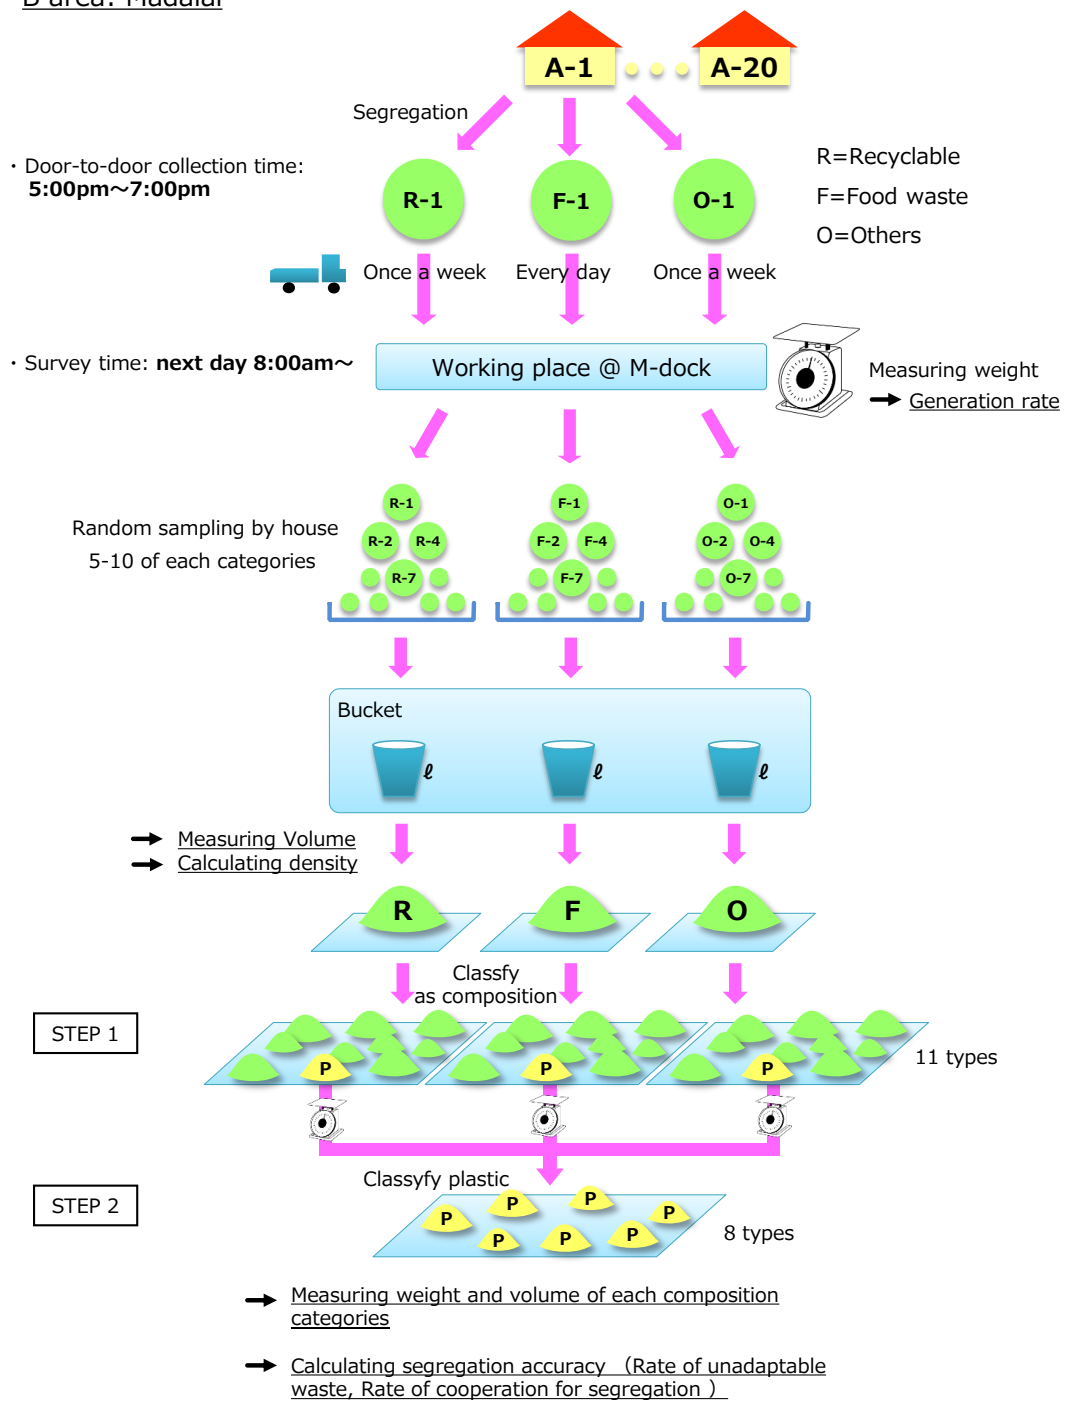 B area: Madalai
A-1
A-20
Segregation
・Door-to-door collection time:
5:00pm～7:00pm
R-1
F-1
O-1
R=Recyclable
F=Food waste
O=Others
Once a week
Every day
Once a week
・Survey time: next day 8:00am～
Working place @ M-dock
Measuring weight
Generation rate
R-1
F-1
O-1
Random sampling by house
5-10 of each categories
R-2
R-4
F-2
F-4
O-2
O-4
R-7
F-7
O-7
Bucket
ℓ
ℓ
ℓ
Measuring Volume
Calculating density
R
F
O
Classfy
as composition
STEP 1
P
P
P
11 types
Classyfy plastic
STEP 2
P
P
P
P
P
P
P
8 types
Measuring weight and volume of each composition
categories
Calculating segregation accuracy （Rate of unadaptable
waste, Rate of cooperation for segregation ）